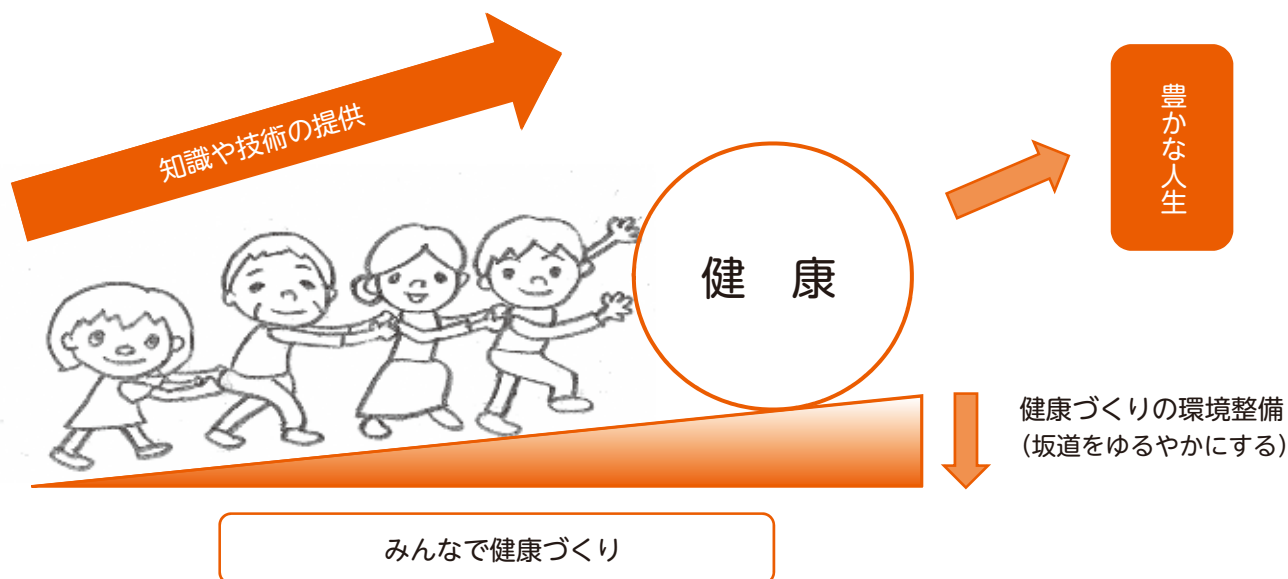 知識や技術の提供
豊かな人生
健　康
健康づくりの環境整備
(坂道をゆるやかにする)
みんなで健康づくり